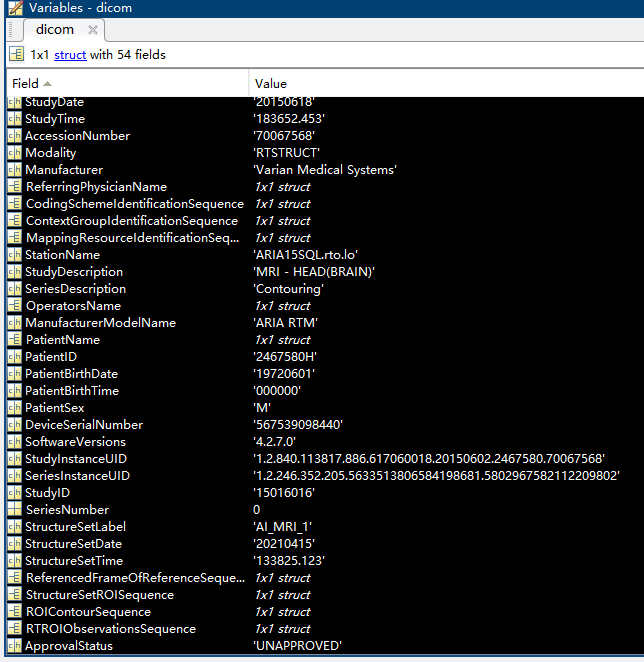 Variables - dicom
dicom
1x1 struct with 54 fields
Field Value
StudyDate '20150618'
StudyTime '183652.453'
AccessionNumber '70067568'
Modality 'RTSTRUCT'
Manufacturer 'Varian Medical Systems'
ReferringPhysicianName 1x1 struct
CodingSchemeIdentificationSequence 1x1 struct
ContextGroupIdentificationSequence 1x1 struct
MappingResourceIdentificationSeq... 1x1 struct
StationName 'ARIA15SQL.rto.lo'
StudyDescription 'MRI - HEAD(BRAIN)'
SeriesDescription 'Contouring'
OperatorsName 1x1 struct
ManufacturerModelName 'ARIA RTM'
PatientName 1x1 struct
PatientID '2467580H'
PatientBirthDate '19720601'
PatientBirthTime '000000'
PatientSex 'M'
DeviceSerialNumber '567539098440'
SoftwareVersions '4.2.7.0'
StudyInstanceUID '1.2.840.113817.886.617060018.20150602.2467580.70067568'
SeriesInstanceUID '1.2.246.352.205.5633513806584198681.5802967582112209802'
StudyID '15016016'
SeriesNumber 0
StructureSetLabel 'AI_MRI_1'
StructureSetDate '20210415'
StructureSetTime '133825.123'
ReferencedFrameOfReferenceSeque... 1x1 struct
StructureSetROISequence 1x1 struct
ROIContourSequence 1x1 struct
RTROIObservationsSequence 1x1 struct
ApprovalStatus 'UNAPPROVED'